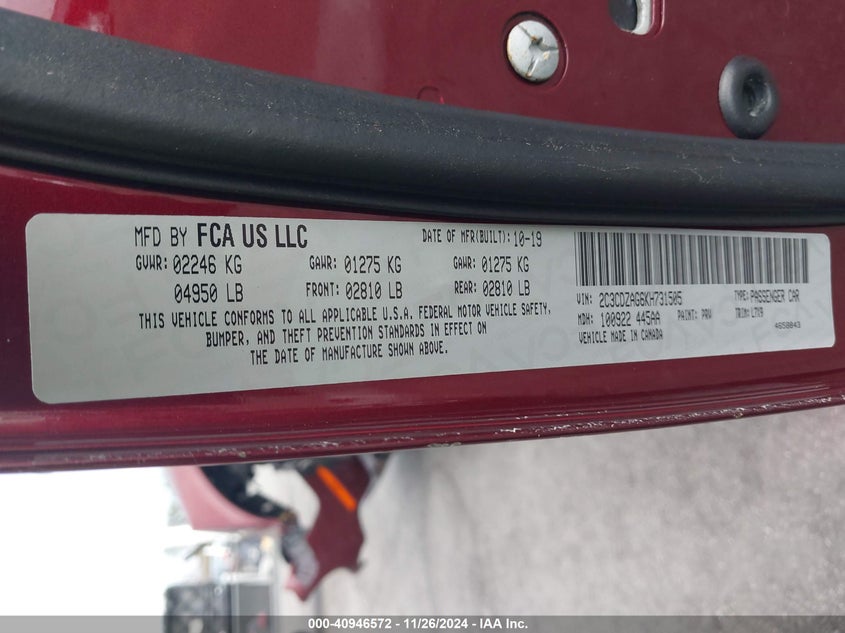 MFD BY FCA US LLC
DATE OF MFR(BUILT): 10-19
GVWR: 02246 KG GAWR: 01275 KG GAWR: 01275 KG
04950 LB FRONT: 02810 LB REAR: 02810 LB
THIS VEHICLE CONFORMS TO ALL APPLICABLE U.S.A. FEDERAL MOTOR VEHICLE SAFETY,
BUMPER, AND THEFT PREVENTION STANDARDS IN EFFECT ON
THE DATE OF MANUFACTURE SHOWN ABOVE.
VIN: 2C3CDZAG6KH731505 TYPE: PASSENGER CAR
MDH: 100922 445AA PAINT: PRV TRIM: L7X9
VEHICLE MADE IN CANADA 4658043
000-40946572 - 11/26/2024 - IAA Inc.